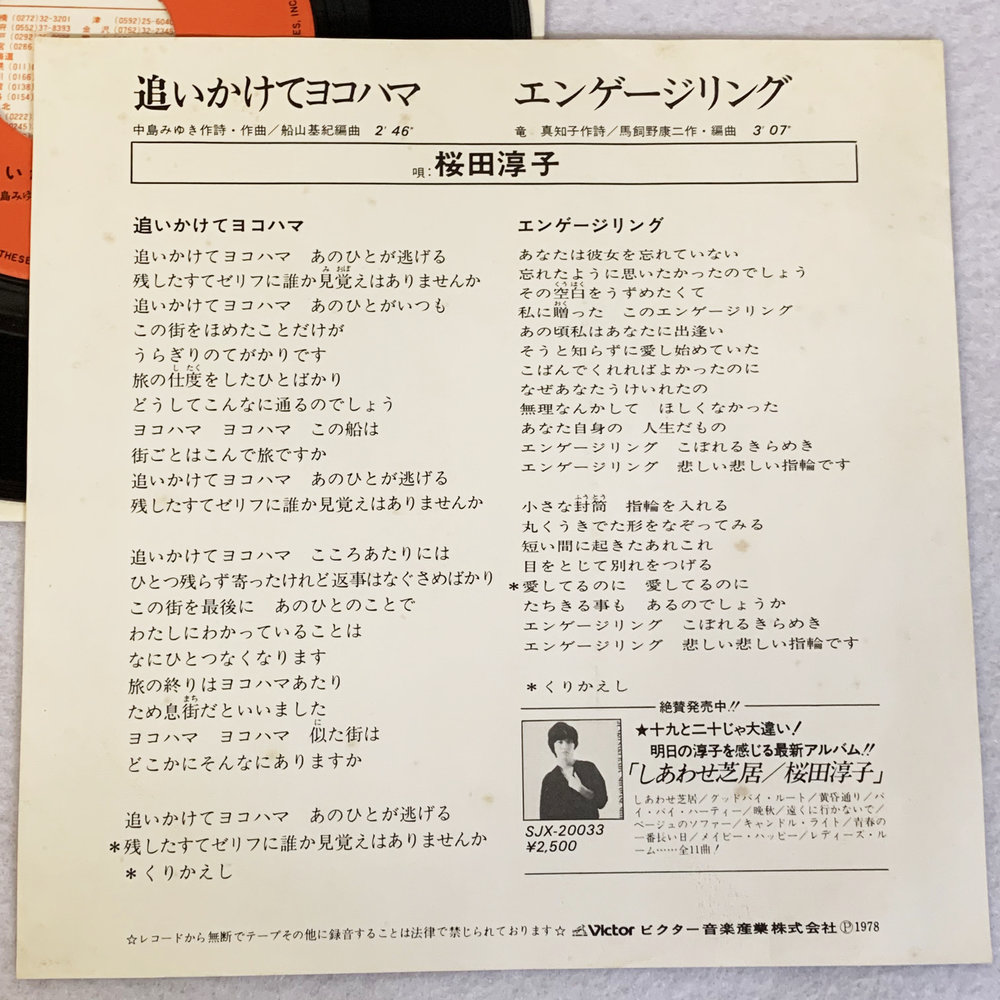 横(0272)32-3201 津 (0592)25-604
(0552)37-8393 金 沢(0762)32-234
追いかけてヨコハマ
中島みゆき作詩・作曲/船山基紀編曲 2′46″
エンゲージリング
竜 真知子作詩/馬飼野康二作・編曲 3′07″
唄:桜田淳子
追いかけてヨコハマ
追いかけてヨコハマ あのひとが逃げる
残したすてゼリフに誰か見覚えはありませんか
追いかけてヨコハマ あのひとがいつも
この街をほめたことだけが
うらぎりのてがかりです
旅の仕度をしたひとばかり
どうしてこんなに通るのでしょう
ヨコハマ ヨコハマ この船は
街ごとはこんで旅ですか
追いかけてヨコハマ あのひとが逃げる
残したすてゼリフに誰か見覚えはありませんか
追いかけてヨコハマ こころあたりには
ひとつ残らず寄ったけれど返事はなぐさめばかり
この街を最後に あのひとのことで
わたしにわかっていることは
なにひとつなくなります
旅の終りはヨコハマあたり
ため息街だといいました
ヨコハマ ヨコハマ 似た街は
どこかにそんなにありますか
追いかけてヨコハマ あのひとが逃げる
*残したすてゼリフに誰か見覚えはありませんか
*くりかえし
エンゲージリング
あなたは彼女を忘れていない
忘れたように思いたかったのでしょう
その空白をうずめたくて
私に贈った このエンゲージリング
あの頃私はあなたに出逢い
そうと知らずに愛し始めていた
こばんでくれればよかったのに
なぜあなたうけいれたの
無理なんかして ほしくなかった
あなた自身の 人生だもの
エンゲージリング こぼれるきらめき
エンゲージリング 悲しい悲しい指輪です
小さな封筒 指輪を入れる
丸くうきでた形をなぞってみる
短い間に起きたあれこれ
目をとじて別れをつげる
*愛してるのに 愛してるのに
たちきる事も あるのでしょうか
エンゲージリング こぼれるきらめき
エンゲージリング 悲しい悲しい指輪です
*くりかえし
絶賛発売中!!
★十九と二十じゃ大違い!
明日の淳子を感じる最新アルバム!!
「しあわせ芝居/桜田淳子」
しあわせ芝居/グッドバイ・ルート/黄昏通り/バ
イ・バイ・パーティー/晩秋/遠くに行かないで/
ベージュのソファー/キャンドル・ライト/青春の
一番長い日/メイビー・ハッピー/レディーズ・ル
ーム……全11曲!
SJX-20033
¥2,500
☆レコードから無断でテープその他に録音することは法律で禁じられております☆ Victor ビクター音楽産業株式会社 Ⓟ1978